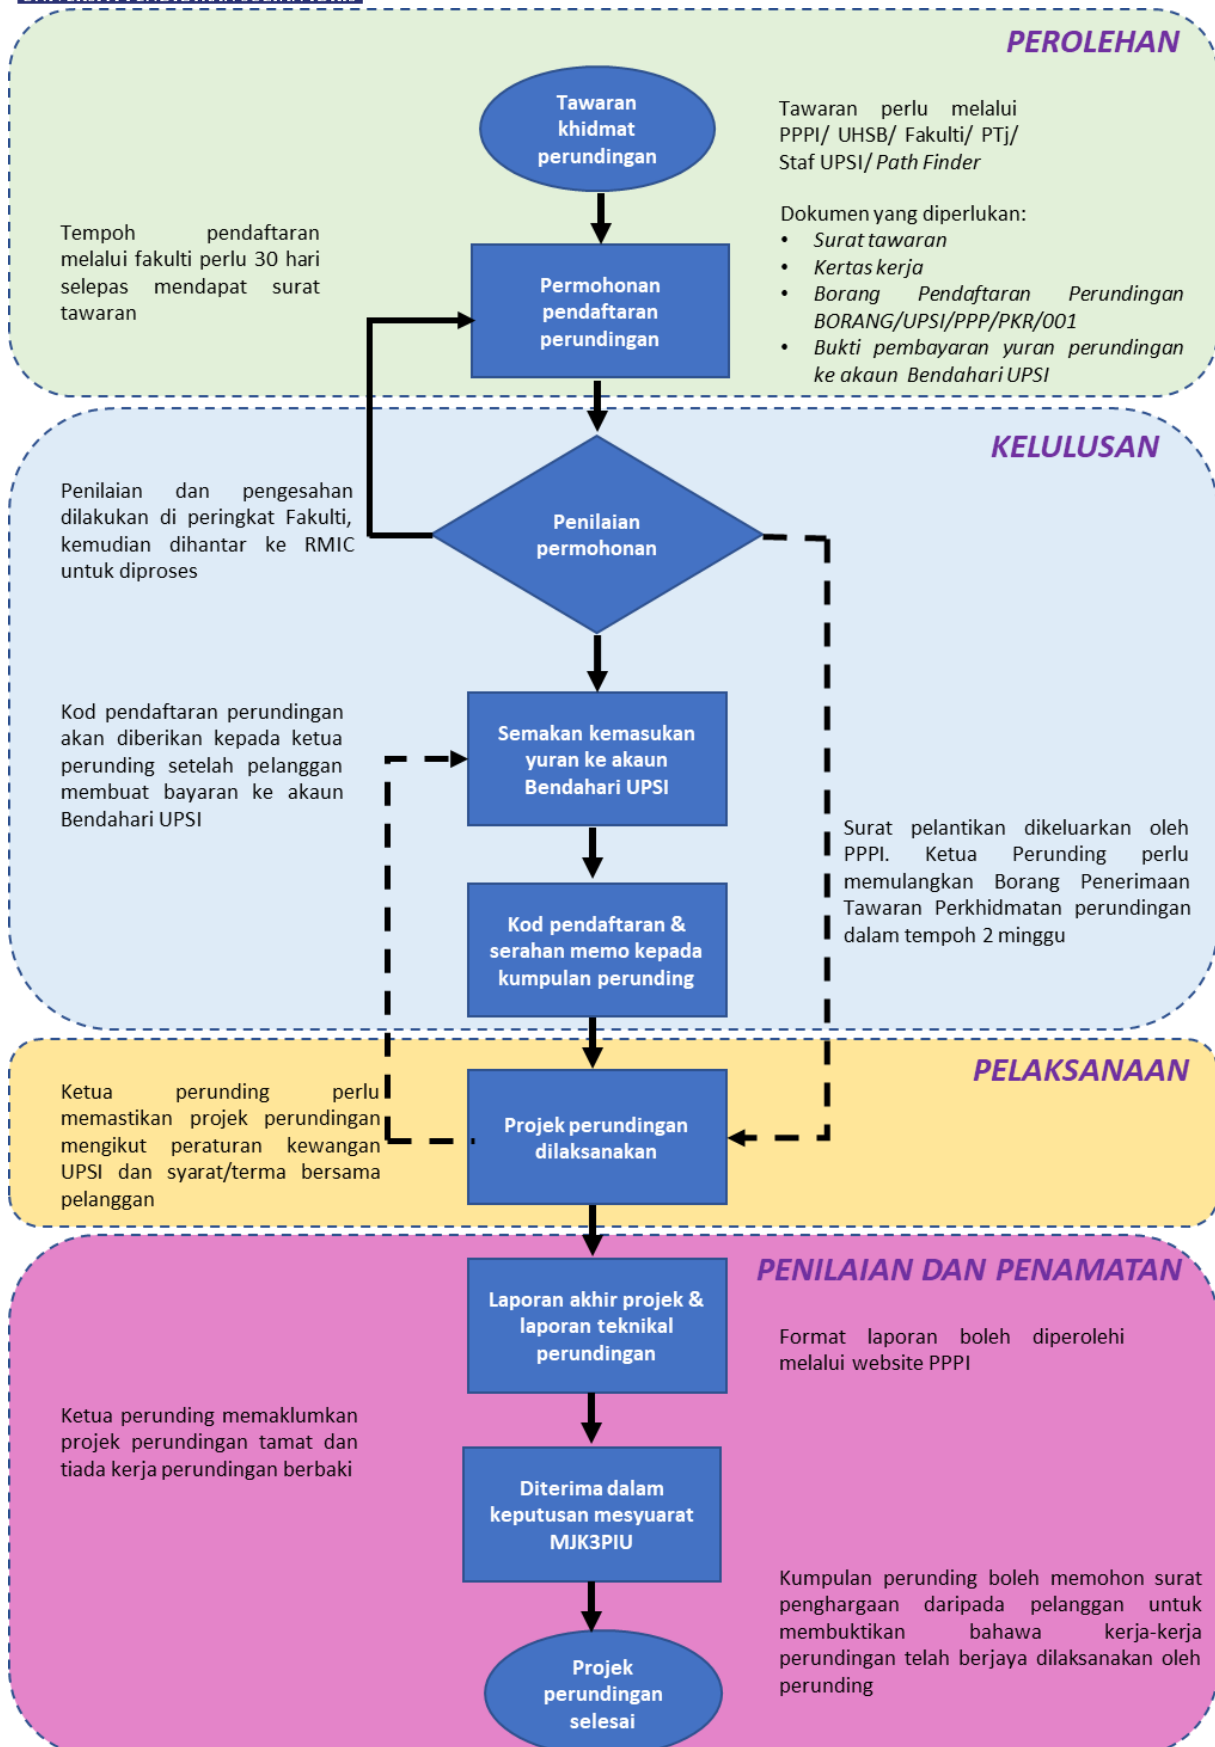 PEROLEHAN
Tawaran
khidmat
perundingan
Tawaran perlu melalui
PPPI/ UHSB/ Fakulti/ PTj/
Staf UPSI/ Path Finder
Dokumen yang diperlukan:
• Surat tawaran
• Kertas kerja
• Borang Pendaftaran Perundingan
BORANG/UPSI/PPP/PKR/001
• Bukti pembayaran yuran perundingan
ke akaun Bendahari UPSI
Tempoh pendaftaran
melalui fakulti perlu 30 hari
selepas mendapat surat
tawaran
Permohonan
pendaftaran
perundingan
KELULUSAN
Penilaian dan pengesahan
dilakukan di peringkat Fakulti,
kemudian dihantar ke RMIC
untuk diproses
Penilaian
permohonan
Kod pendaftaran perundingan
akan diberikan kepada ketua
perunding setelah pelanggan
membuat bayaran ke akaun
Bendahari UPSI
Semakan kemasukan
yuran ke akaun
Bendahari UPSI
Surat pelantikan dikeluarkan oleh
PPPI. Ketua Perunding perlu
memulangkan Borang Penerimaan
Tawaran Perkhidmatan perundingan
dalam tempoh 2 minggu
Kod pendaftaran &
serahan memo kepada
kumpulan perunding
PELAKSANAAN
Ketua perunding perlu
memastikan projek perundingan
mengikut peraturan kewangan
UPSI dan syarat/terma bersama
pelanggan
Projek perundingan
dilaksanakan
PENILAIAN DAN PENAMATAN
Laporan akhir projek &
laporan teknikal
perundingan
Format laporan boleh diperolehi
melalui website PPPI
Ketua perunding memaklumkan
projek perundingan tamat dan
tiada kerja perundingan berbaki
Diterima dalam
keputusan mesyuarat
MJK3PIU
Kumpulan perunding boleh memohon surat
penghargaan daripada pelanggan untuk
membuktikan bahawa kerja-kerja
perundingan telah berjaya dilaksanakan oleh
perunding
Projek
perundingan
selesai